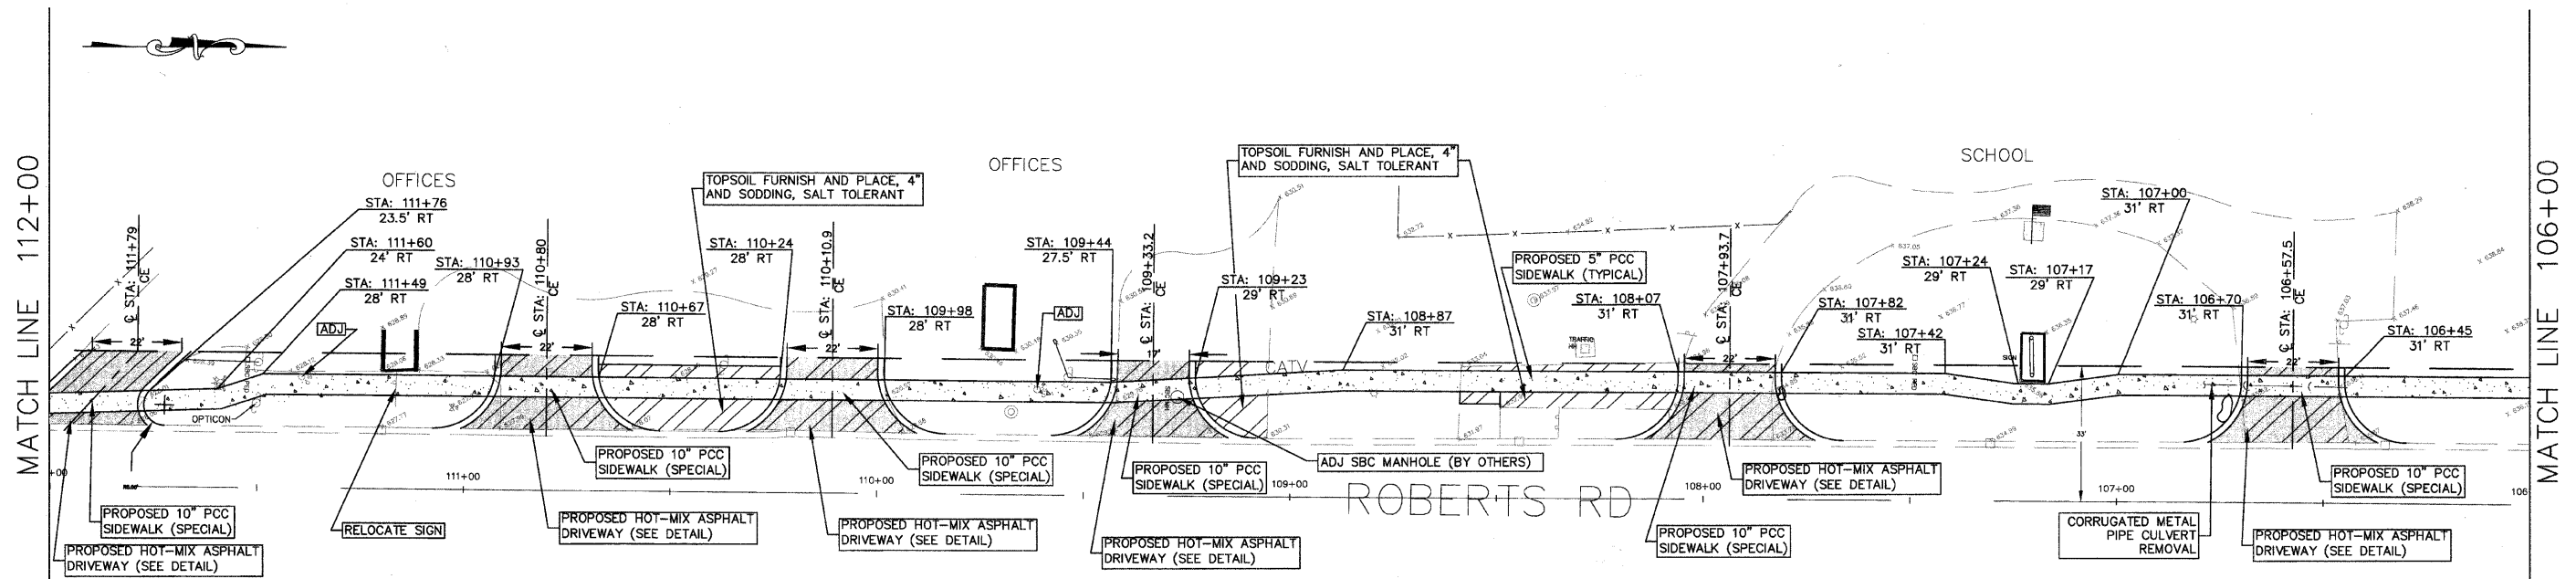 MATCH LINE 112+00
OFFICES
STA: 111+76
23.5' RT
STA: 111+60
24' RT
STA: 111+49
28' RT
STA: 110+93
28' RT
℄ STA: 111+79
CE
22'
ADJ
OPTICON
PROPOSED 10" PCC
SIDEWALK (SPECIAL)
PROPOSED HOT-MIX ASPHALT
DRIVEWAY (SEE DETAIL)
RELOCATE SIGN
℄ STA: 110+80
CE
22'
STA: 110+67
28' RT
TOPSOIL FURNISH AND PLACE, 4"
AND SODDING, SALT TOLERANT
STA: 110+24
28' RT
℄ STA: 110+10.9
CE
22'
STA: 109+98
28' RT
111+00
PROPOSED 10" PCC
SIDEWALK (SPECIAL)
PROPOSED HOT-MIX ASPHALT
DRIVEWAY (SEE DETAIL)
110+00
PROPOSED 10" PCC
SIDEWALK (SPECIAL)
PROPOSED HOT-MIX ASPHALT
DRIVEWAY (SEE DETAIL)
OFFICES
STA: 109+44
27.5' RT
ADJ
℄ STA: 109+33.2
CE
17'
STA: 109+23
29' RT
TOPSOIL FURNISH AND PLACE, 4"
AND SODDING, SALT TOLERANT
CATV
STA: 108+87
31' RT
PROPOSED 10" PCC
SIDEWALK (SPECIAL)
PROPOSED HOT-MIX ASPHALT
DRIVEWAY (SEE DETAIL)
ADJ SBC MANHOLE (BY OTHERS)
109+00
ROBERTS RD
PROPOSED 5" PCC
SIDEWALK (TYPICAL)
STA: 108+07
31' RT
TRAFFIC
℄ STA: 107+93.7
CE
22'
STA: 107+82
31' RT
STA: 107+42
31' RT
108+00
PROPOSED HOT-MIX ASPHALT
DRIVEWAY (SEE DETAIL)
PROPOSED 10" PCC
SIDEWALK (SPECIAL)
SCHOOL
STA: 107+24
29' RT
STA: 107+17
29' RT
STA: 107+00
31' RT
SIGN
33'
107+00
STA: 106+70
31' RT
℄ STA: 106+57.5
CE
22'
STA: 106+45
31' RT
CORRUGATED METAL
PIPE CULVERT
REMOVAL
PROPOSED 10" PCC
SIDEWALK (SPECIAL)
PROPOSED HOT-MIX ASPHALT
DRIVEWAY (SEE DETAIL)
106
MATCH LINE 106+00